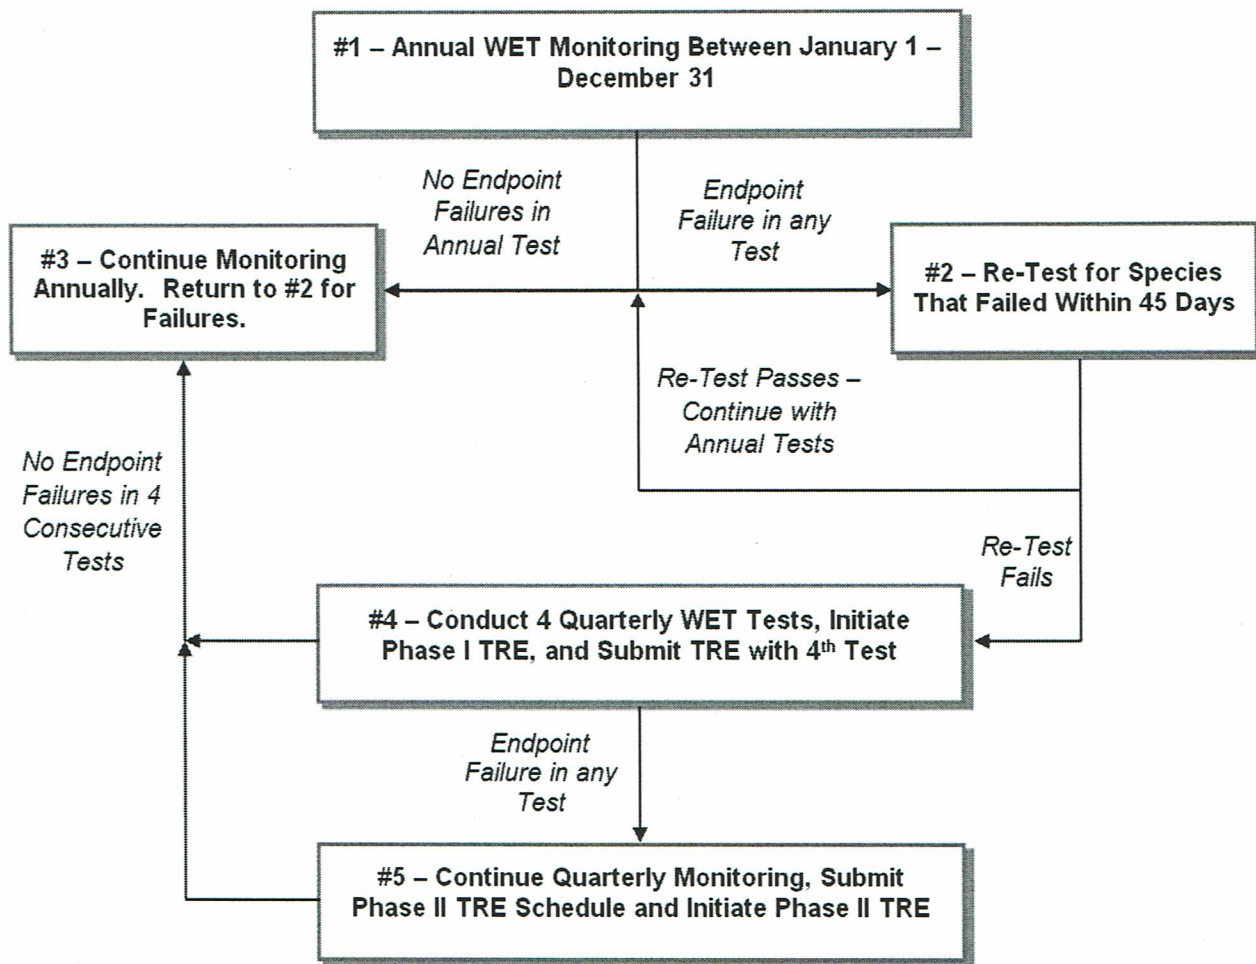 #1 – Annual WET Monitoring Between January 1 –
December 31
No Endpoint
Failures in
Annual Test
Endpoint
Failure in any
Test
#3 – Continue Monitoring
Annually. Return to #2 for
Failures.
#2 – Re-Test for Species
That Failed Within 45 Days
Re-Test Passes –
Continue with
Annual Tests
No Endpoint
Failures in 4
Consecutive
Tests
Re-Test
Fails
#4 – Conduct 4 Quarterly WET Tests, Initiate
Phase I TRE, and Submit TRE with 4th Test
Endpoint
Failure in any
Test
#5 – Continue Quarterly Monitoring, Submit
Phase II TRE Schedule and Initiate Phase II TRE